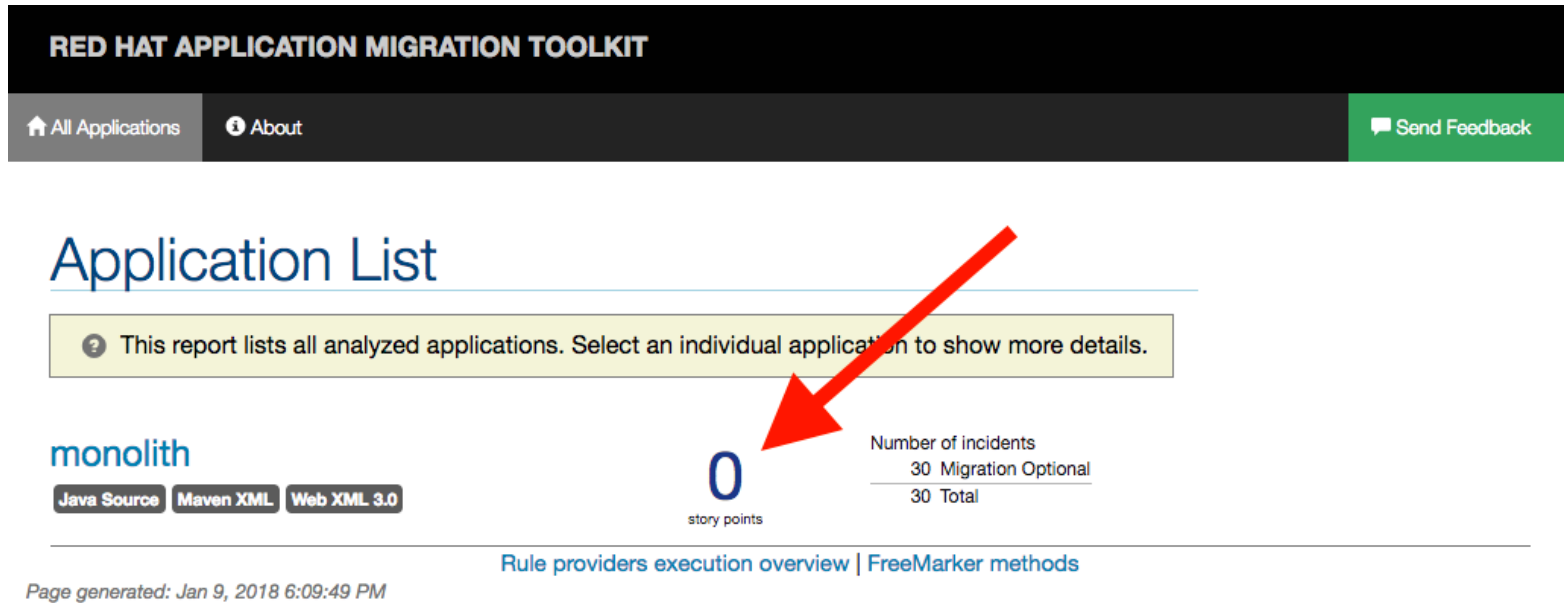 RED HAT APPLICATION MIGRATION TOOLKIT
All Applications About Send Feedback
Application List
This report lists all analyzed applications. Select an individual application to show more details.
monolith
Java Source Maven XML Web XML 3.0
0
story points
Number of incidents
30 Migration Optional
30 Total
Rule providers execution overview | FreeMarker methods
Page generated: Jan 9, 2018 6:09:49 PM